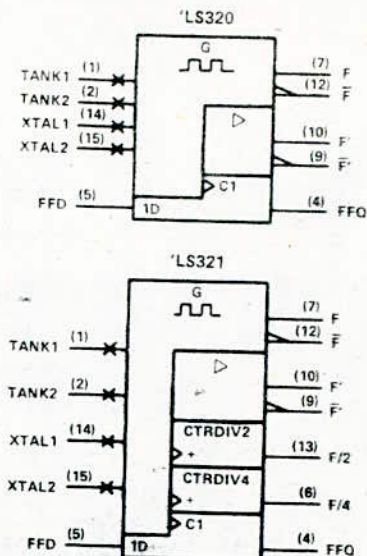 'LS320
G
TANK1 (1)
TANK2 (2)
XTAL1 (14)
XTAL2 (15)
FFD (5)
1D
C1
(7) F
(12) F̅
(10) F'
(9) F̅'
(4) FFQ
'LS321
G
TANK1 (1)
TANK2 (2)
XTAL1 (14)
XTAL2 (15)
FFD (5)
1D
CTRDIV2
+
CTRDIV4
+
C1
(7) F
(12) F̅
(10) F'
(9) F̅'
(13) F/2
(6) F/4
(4) FFQ